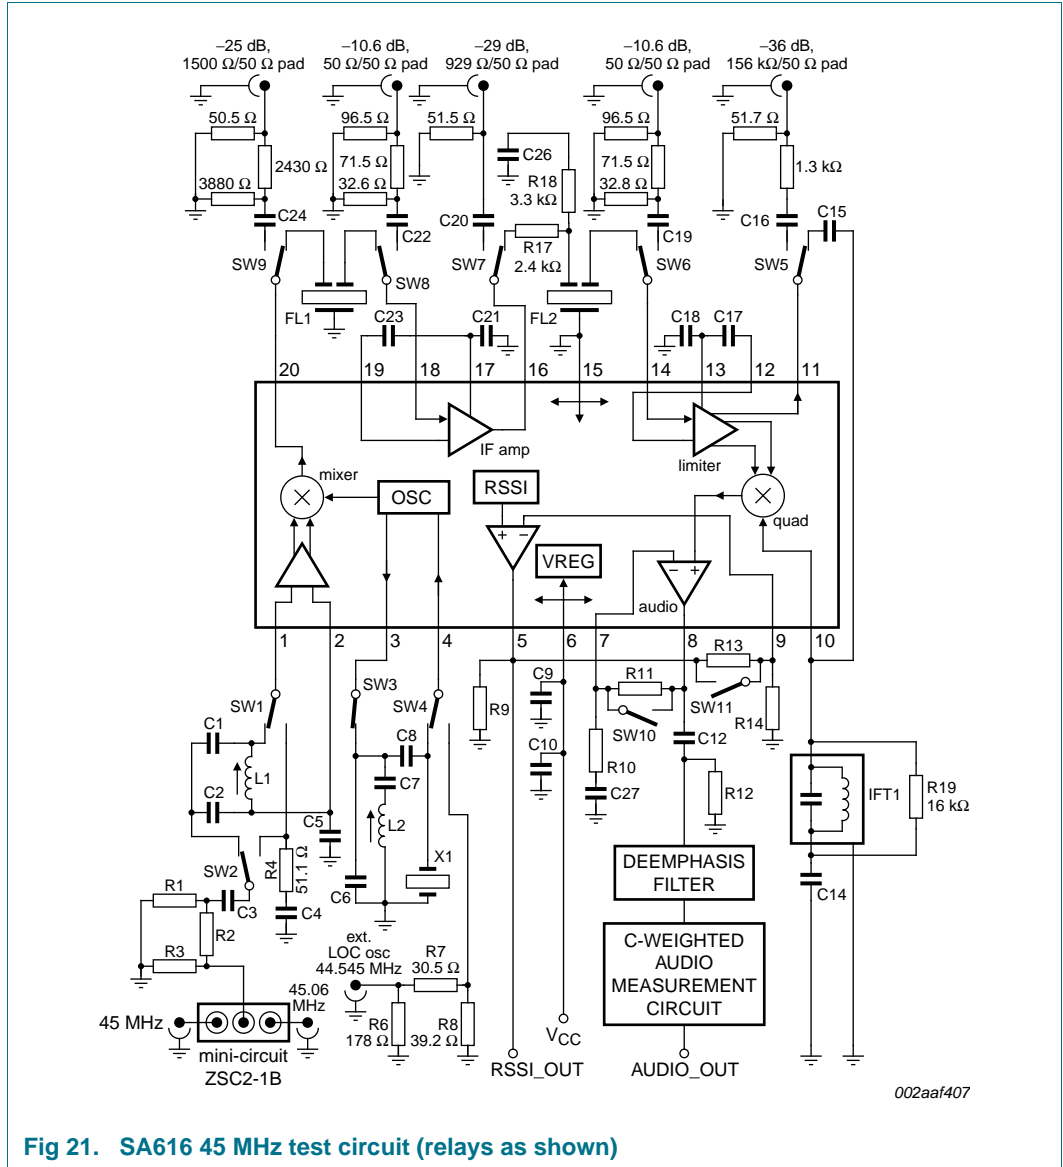 –25 dB,
1500 Ω/50 Ω pad
–10.6 dB,
50 Ω/50 Ω pad
–29 dB,
929 Ω/50 Ω pad
–10.6 dB,
50 Ω/50 Ω pad
–36 dB,
156 kΩ/50 Ω pad
50.5 Ω
2430 Ω
3880 Ω
C24
SW9
96.5 Ω
71.5 Ω
32.6 Ω
C22
SW8
FL1
51.5 Ω
C20
SW7
C26
R18
3.3 kΩ
R17
2.4 kΩ
FL2
96.5 Ω
71.5 Ω
32.8 Ω
C19
SW6
51.7 Ω
1.3 kΩ
C16
C15
SW5
C23
C21
C18
C17
20
19
18
17
16
15
14
13
12
11
mixer
OSC
IF amp
RSSI
+ –
VREG
limiter
quad
– +
audio
1
2
3
4
5
6
7
8
9
10
SW1
C1
L1
C2
C5
SW2
R4
51.1 Ω
C4
R1
C3
R2
R3
45 MHz
45.06
MHz
mini-circuit
ZSC2-1B
SW3
SW4
C8
C7
L2
C6
X1
ext.
LOC osc
44.545 MHz
R7
30.5 Ω
R6
178 Ω
R8
39.2 Ω
R9
RSSI_OUT
C9
C10
VCC
R11
SW10
R10
C27
R13
SW11
R14
C12
R12
DEEMPHASIS
FILTER
C-WEIGHTED
AUDIO
MEASUREMENT
CIRCUIT
AUDIO_OUT
IFT1
R19
16 kΩ
C14
002aaf407
Fig 21. SA616 45 MHz test circuit (relays as shown)